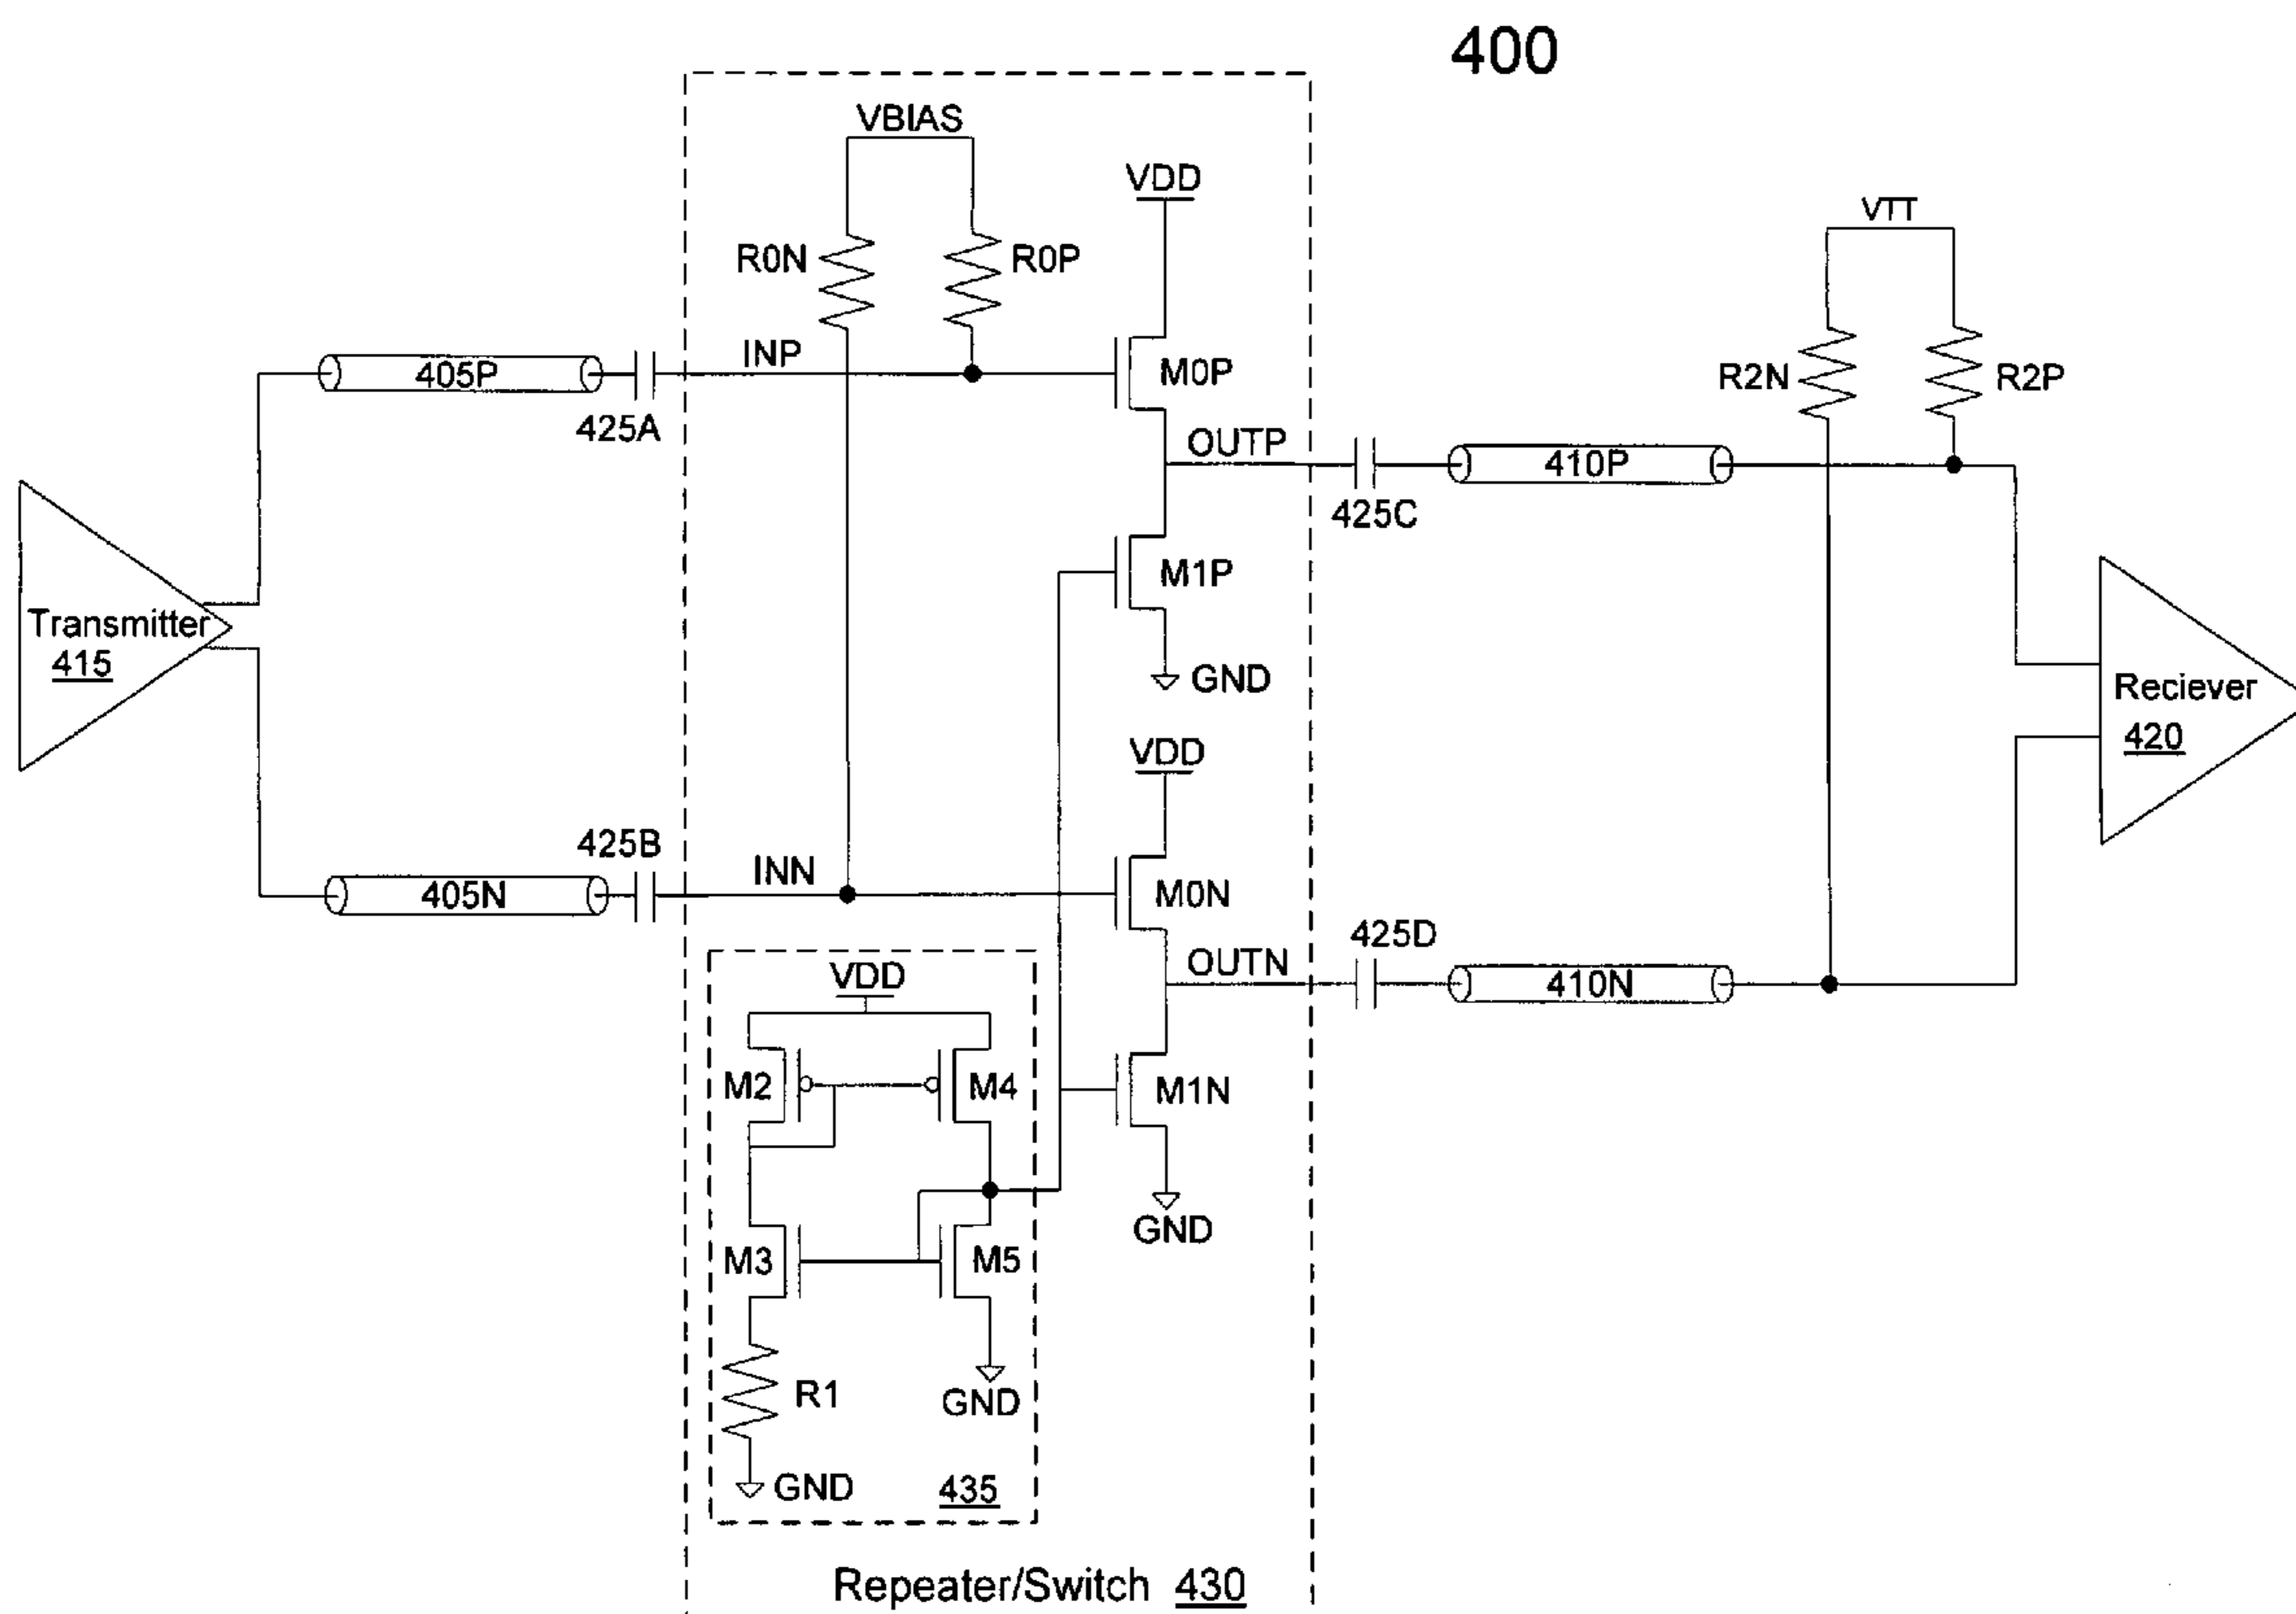 400
VBIAS
VDD
VTT
R0N
R0P
INP
M0P
R2N
R2P
405P
425A
OUTP
410P
425C
M1P
Transmitter
415
GND
Reciever
420
VDD
425B
INN
405N
M0N
425D
OUTN
410N
VDD
M2
M4
M1N
GND
M3
M5
R1
GND
GND
435
Repeater/Switch 430